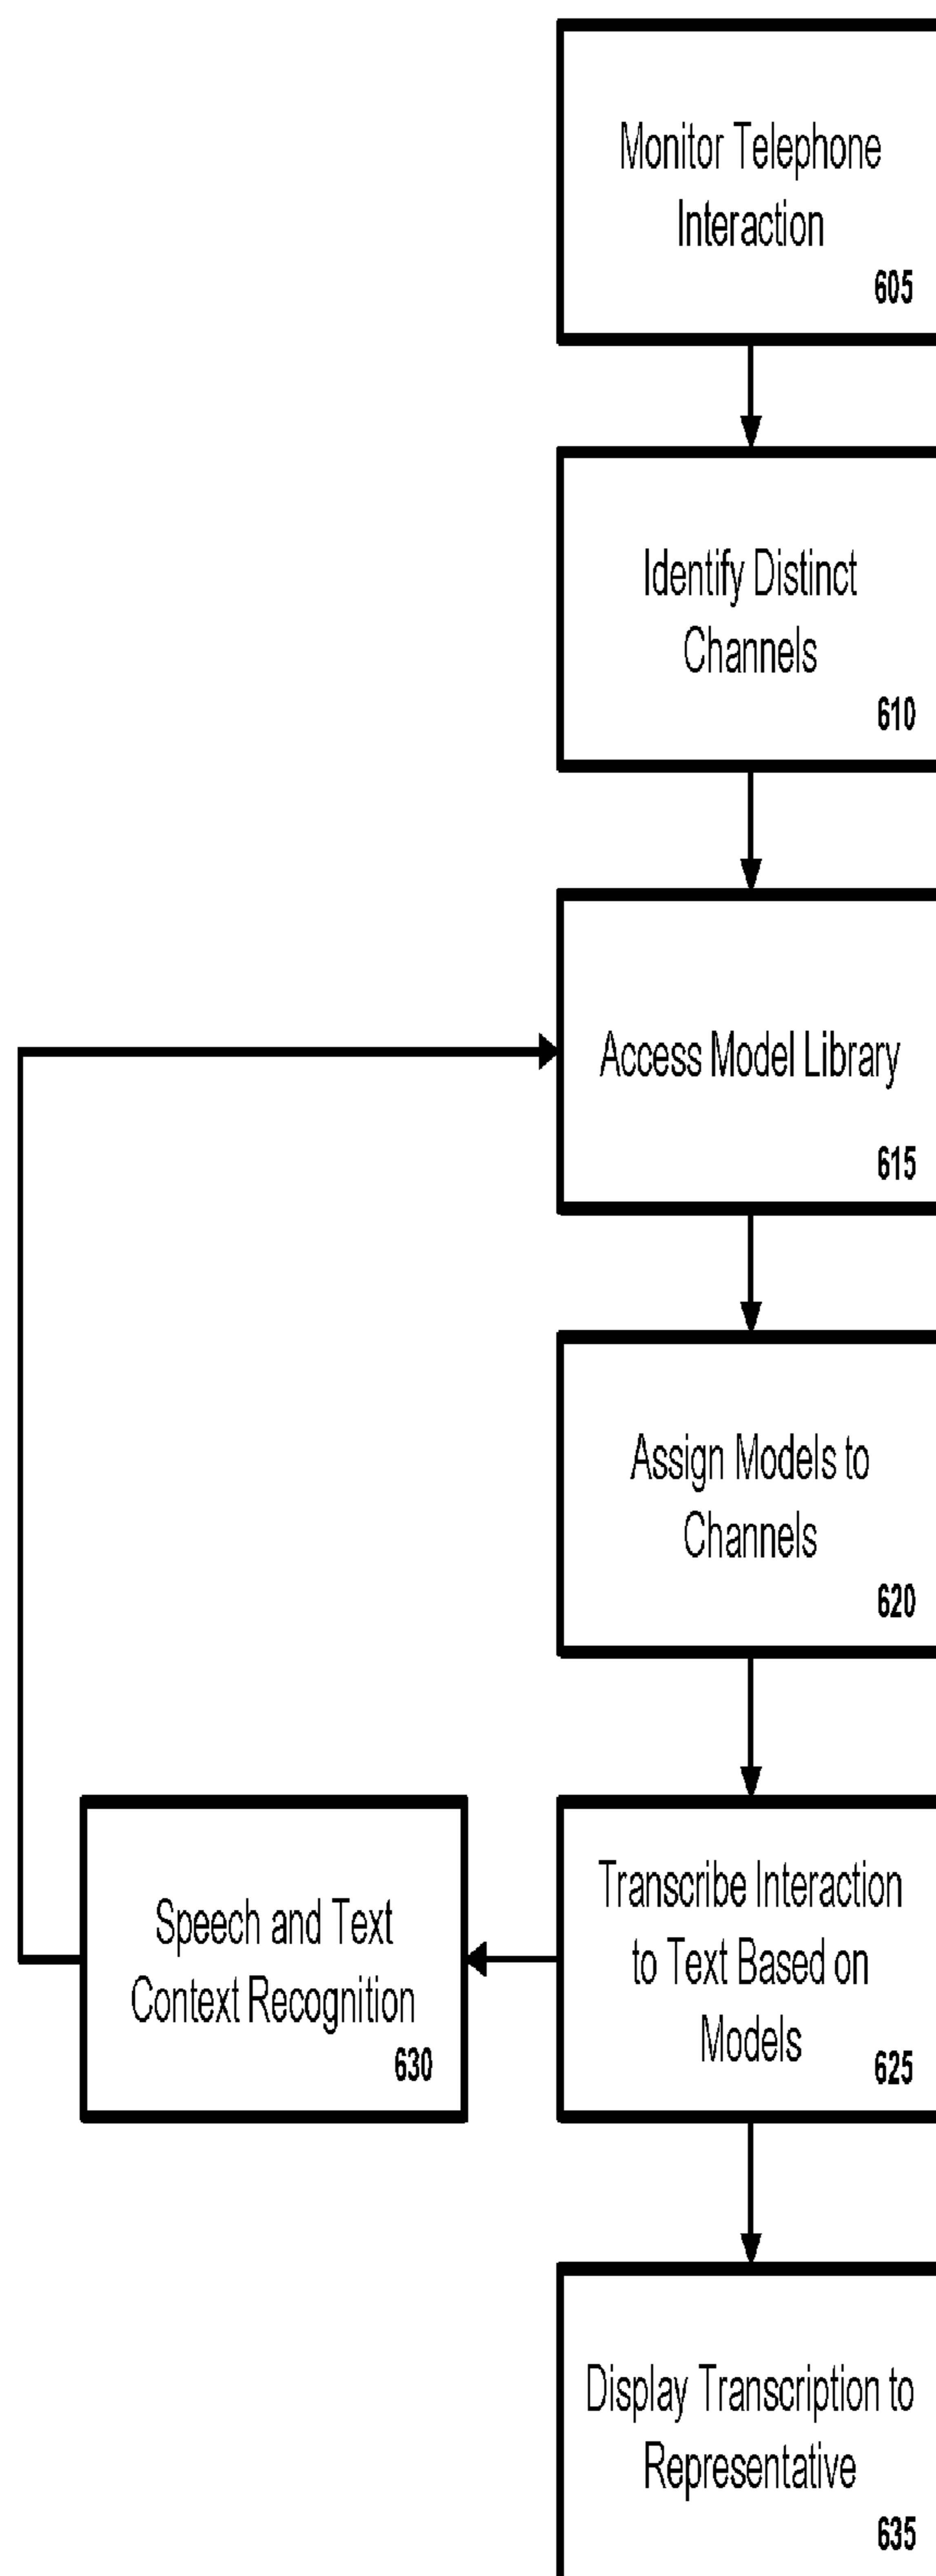 Monitor Telephone
Interaction
605
Identify Distinct
Channels
610
Access Model Library
615
Assign Models to
Channels
620
Transcribe Interaction
to Text Based on
Models
625
Speech and Text
Context Recognition
630
Display Transcription to
Representative
635